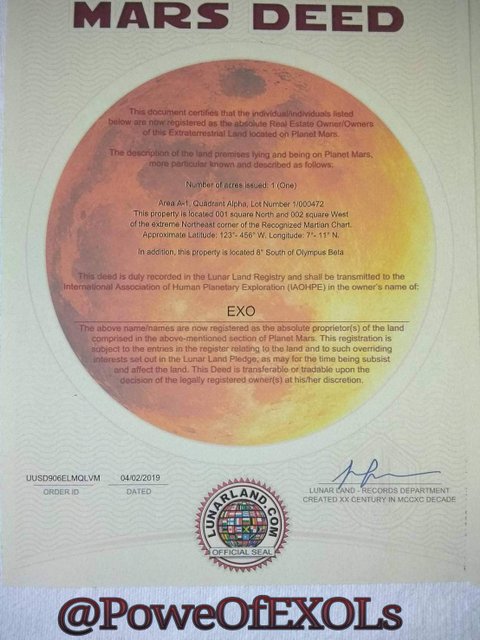 MARS DEED
This document certifies that the individual/individuals listed
below are now registered as the absolute Real Estate Owner/Owners
of this Extraterrestrial Land located on Planet Mars.
The description of the land premises lying and being on Planet Mars,
more particular known and described as follows:
Number of acres issued: 1 (One)
Area A-1, Quadrant Alpha, Lot Number 1/000472
This property is located 001 square North and 002 square West
of the extreme Northeast corner of the Recognized Martian Chart.
Approximate Latitude: 123°- 456° W. Longitude: 7°- 11° N.
In addition, this property is located 8° South of Olympus Bela
This deed is duly recorded in the Lunar Land Registry and shall be transmitted to the
International Association of Human Planetary Exploration (IAOHPE) in the owner's name of:
EXO
The above name/names are now registered as the absolute proprietor(s) of the land
comprised in the above-mentioned section of Planet Mars. This registration is
subject to the entries in the register relating to the land and to such overriding
interests set out in the Lunar Land Pledge, as may for the time being subsist
and affect the land. This Deed is transferable or tradable upon the
decision of the legally registered owner(s) at his/her discretion.
UUSD906ELMQLVM 04/02/2019
ORDER ID DATED
LUNARLAND.COM
OFFICIAL SEAL
LUNAR LAND - RECORDS DEPARTMENT
CREATED XX CENTURY IN MCCXC DECADE
@PoweOfEXOLs